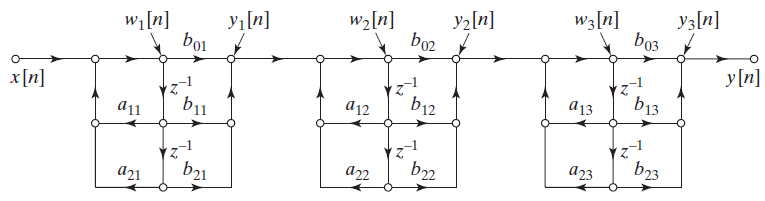 w₁[n] y₁[n] w₂[n] y₂[n] w₃[n] y₃[n]
b₀₁ b₀₂ b₀₃
x[n] y[n]
z⁻¹ z⁻¹ z⁻¹
a₁₁ b₁₁ a₁₂ b₁₂ a₁₃ b₁₃
z⁻¹ z⁻¹ z⁻¹
a₂₁ b₂₁ a₂₂ b₂₂ a₂₃ b₂₃